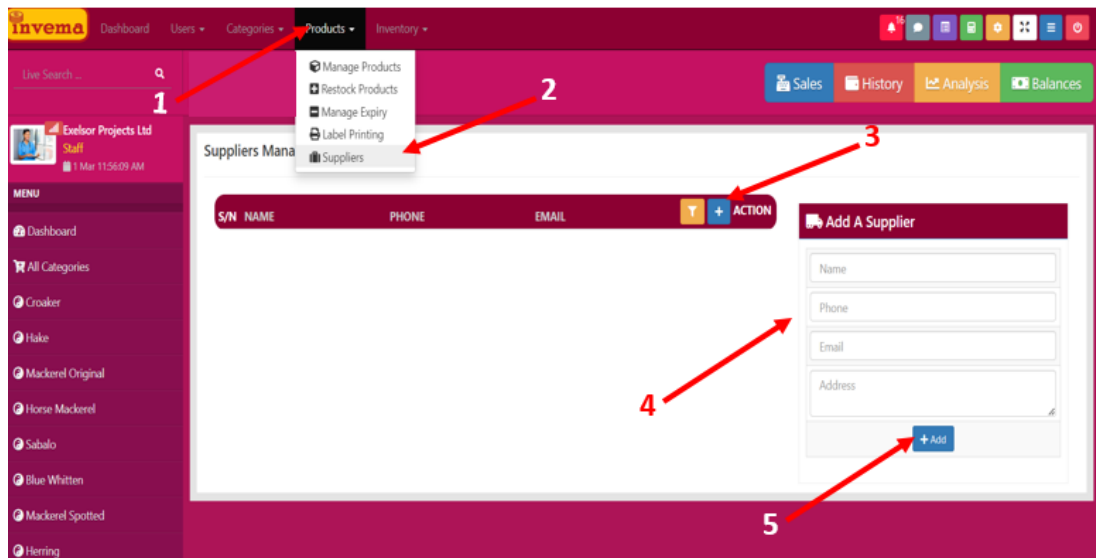 invema Dashboard Users Categories Products Inventory 16
Live Search ...
1
Manage Products
Restock Products
Manage Expiry
Label Printing
Suppliers
2
Sales History Analysis Balances
Exelsor Projects Ltd
Staff
1 Mar 11:56:09 AM
MENU
Dashboard
All Categories
Croaker
Hake
Mackerel Original
Horse Mackerel
Sabalo
Blue Whitten
Mackerel Spotted
Herring
Suppliers Mana
3
S/N NAME PHONE EMAIL + ACTION
Add A Supplier
Name
Phone
Email
Address
4
+ Add
5